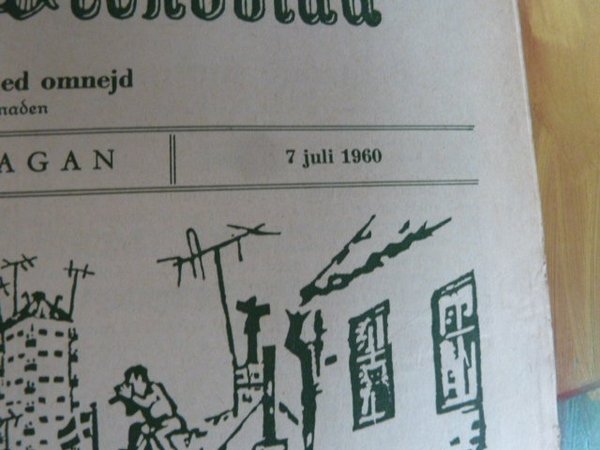 ed omnejd
naden
AGAN
7 juli 1960